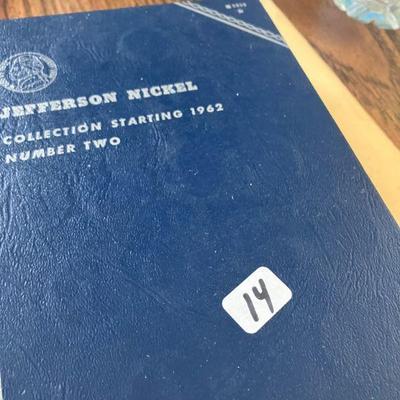 JEFFERSON NICKEL
COLLECTION STARTING 1962
NUMBER TWO
14